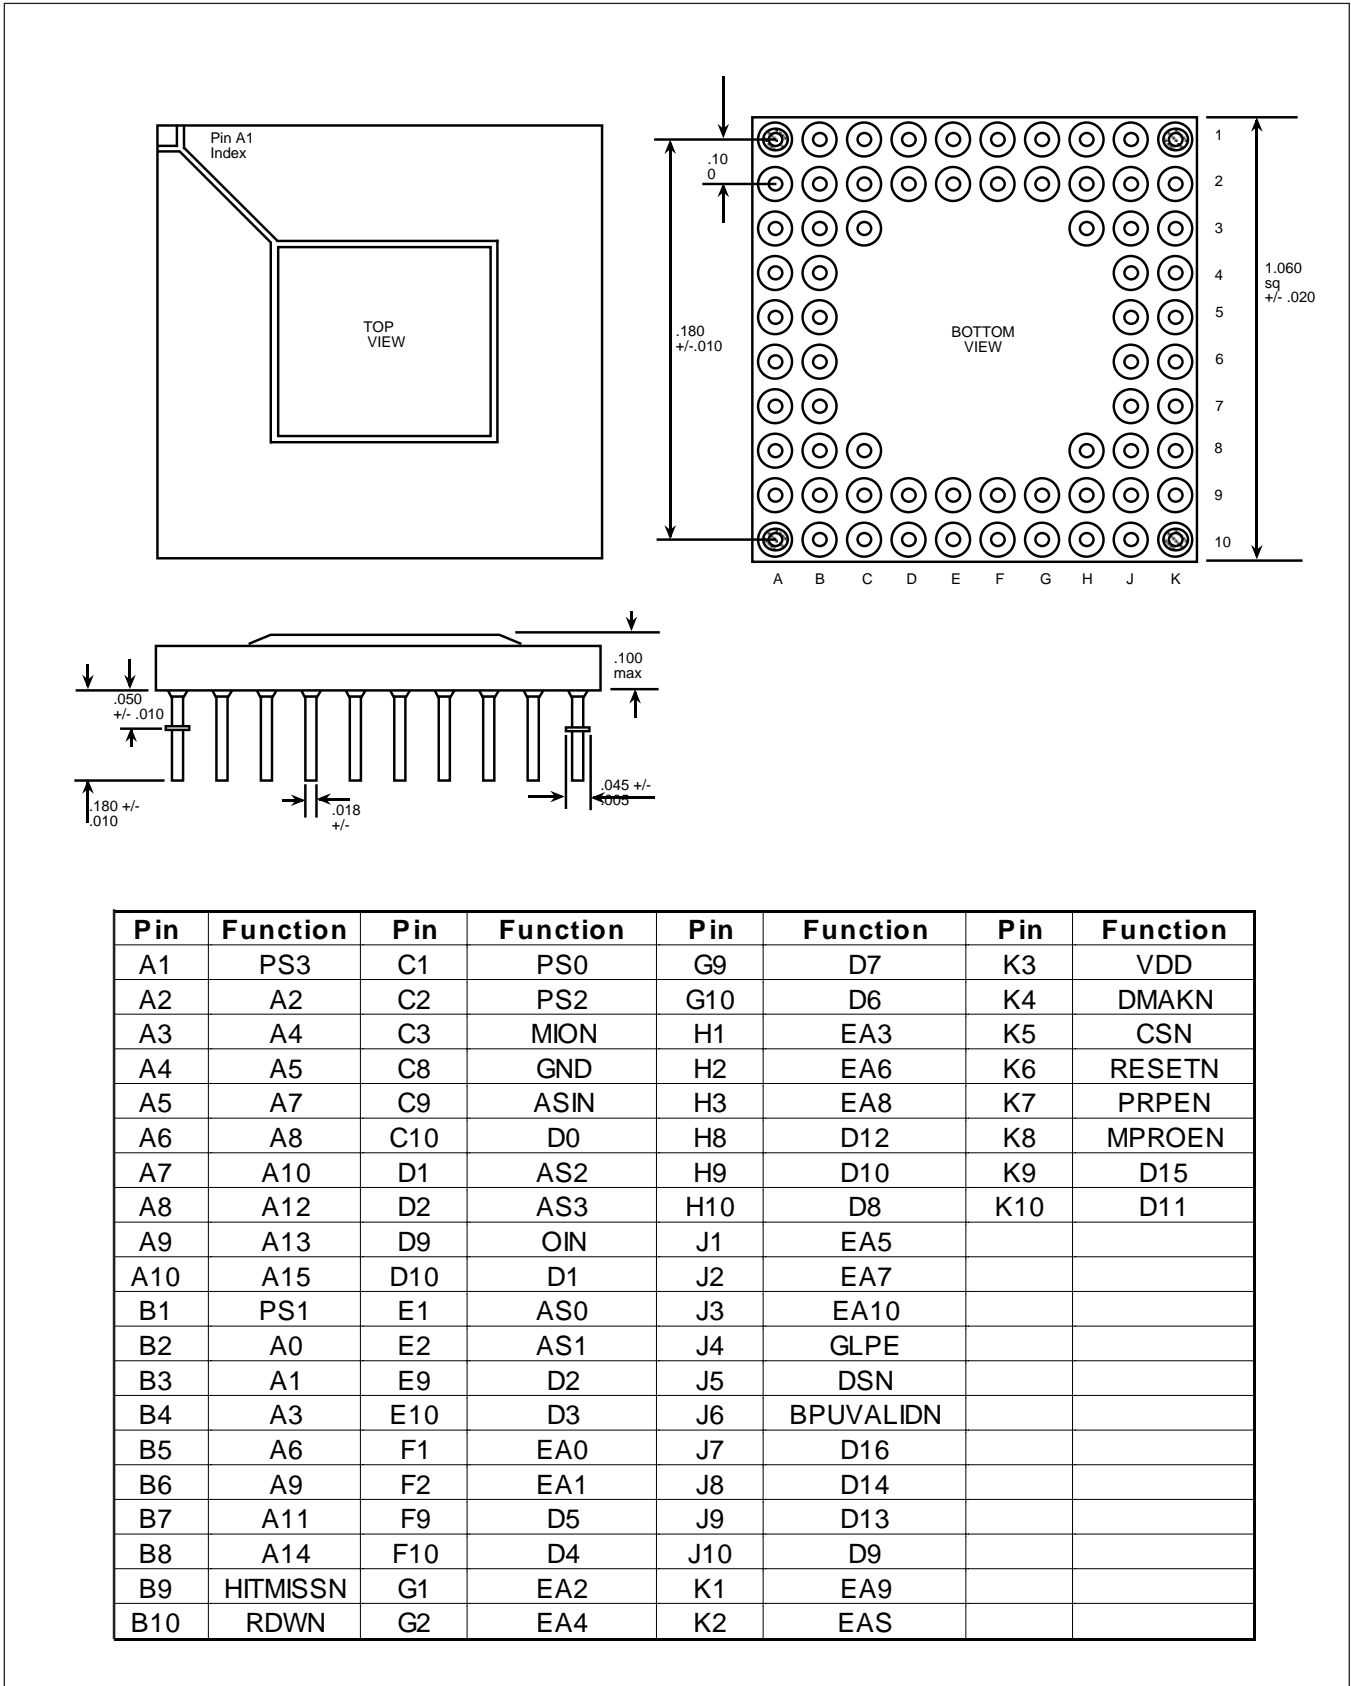 Pin A1
Index
TOP
VIEW
.10
0
.180
+/-.010
BOTTOM
VIEW
1
2
3
4
5
6
7
8
9
10
1.060
sq
+/- .020
A B C D E F G H J K
.050
+/- .010
.100
max
.180 +/-
.010
.018
+/-
.045 +/-
.005
Pin Function Pin Function Pin Function Pin Function
A1 PS3 C1 PS0 G9 D7 K3 VDD
A2 A2 C2 PS2 G10 D6 K4 DMAKN
A3 A4 C3 MION H1 EA3 K5 CSN
A4 A5 C8 GND H2 EA6 K6 RESETN
A5 A7 C9 ASIN H3 EA8 K7 PRPEN
A6 A8 C10 D0 H8 D12 K8 MPROEN
A7 A10 D1 AS2 H9 D10 K9 D15
A8 A12 D2 AS3 H10 D8 K10 D11
A9 A13 D9 OIN J1 EA5
A10 A15 D10 D1 J2 EA7
B1 PS1 E1 AS0 J3 EA10
B2 A0 E2 AS1 J4 GLPE
B3 A1 E9 D2 J5 DSN
B4 A3 E10 D3 J6 BPUVALIDN
B5 A6 F1 EA0 J7 D16
B6 A9 F2 EA1 J8 D14
B7 A11 F9 D5 J9 D13
B8 A14 F10 D4 J10 D9
B9 HITMISSN G1 EA2 K1 EA9
B10 RDWN G2 EA4 K2 EAS